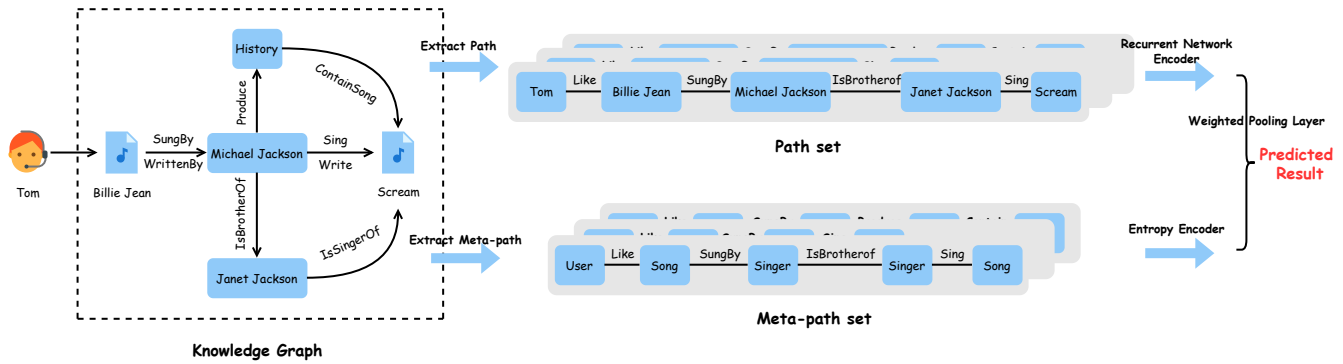 History
ContainSong
Produce
SungBy
WrittenBy
Michael Jackson
Sing
Write
Tom
Billie Jean
Scream
IsBrotherOf
IsSingerOf
Janet Jackson
Knowledge Graph
Extract Path
Extract Meta-path
Tom
Like
Billie Jean
SungBy
Michael Jackson
IsBrotherof
Janet Jackson
Sing
Scream
Path set
User
Like
Song
SungBy
Singer
IsBrotherof
Singer
Sing
Song
Meta-path set
Recurrent Network
Encoder
Weighted Pooling Layer
Predicted
Result
Entropy Encoder